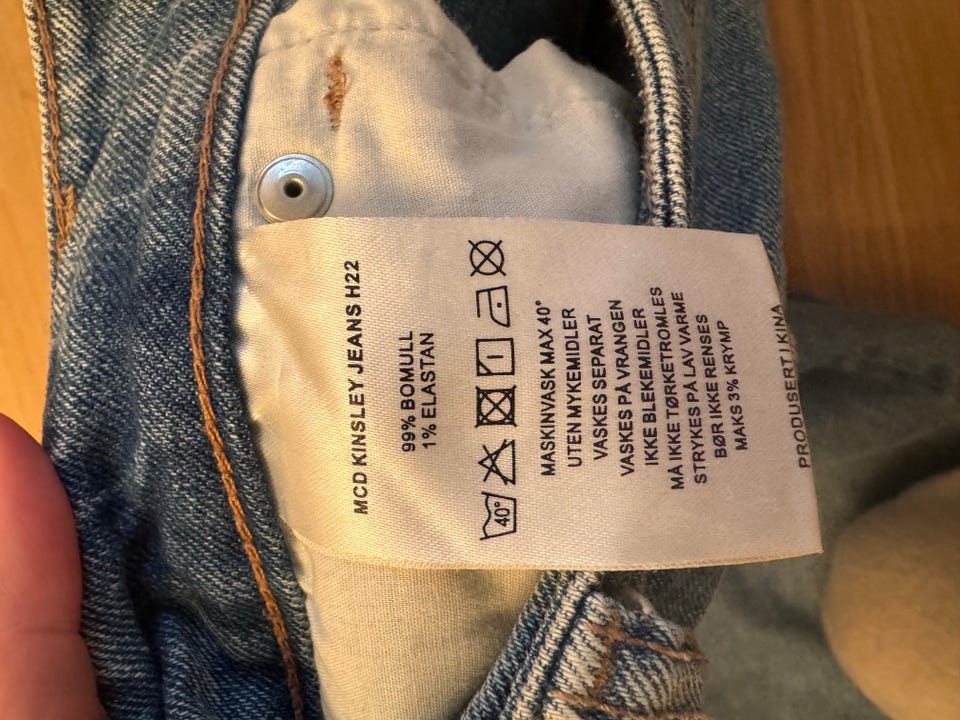 MCD KINSLEY JEANS H22
99% BOMULL
1% ELASTAN
40°
MASKINVASK MAX 40°
UTEN MYKEMIDLER
VASKES SEPARAT
VASKES PÅ VRANGEN
IKKE BLEKEMIDLER
MÅ IKKE TØRKETROMLES
STRYKES PÅ LAV VARME
BØR IKKE RENSES
MAKS 3% KRYMP
PRODUSERT I KINA